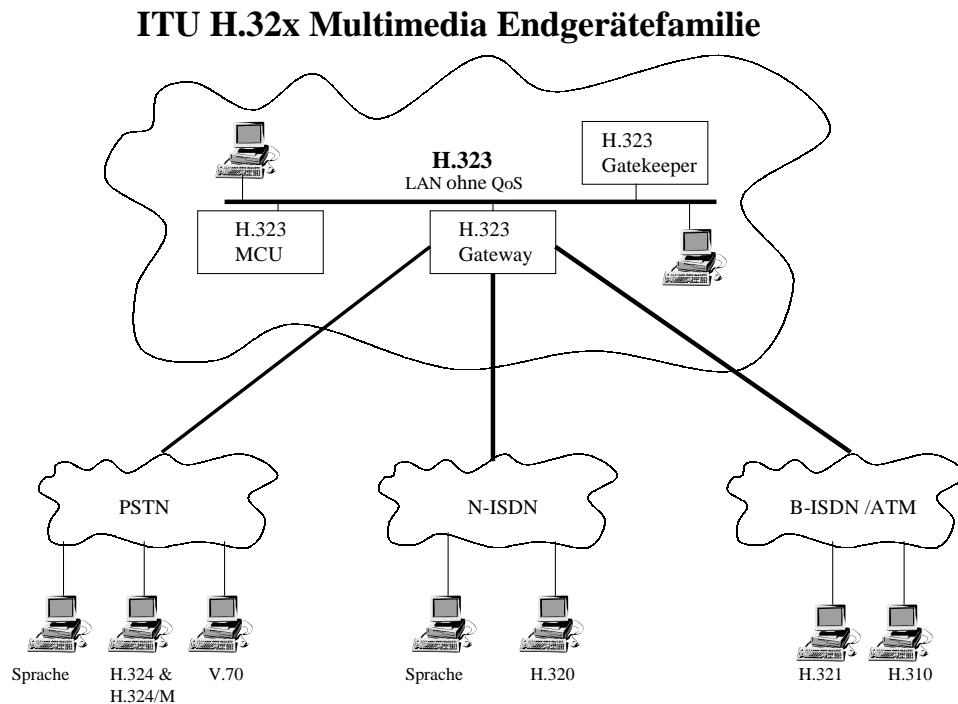 ITU H.32x Multimedia Endgerätefamilie
H.323
Gatekeeper
H.323
LAN ohne QoS
H.323
MCU
H.323
Gateway
PSTN
N-ISDN
B-ISDN /ATM
Sprache
H.324 &
H.324/M
V.70
Sprache
H.320
H.321
H.310